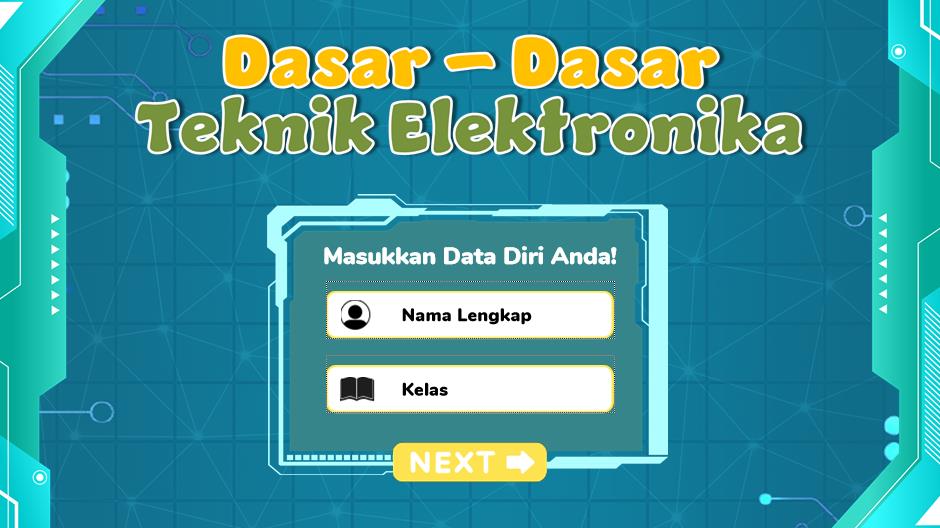 Dasar - Dasar
Teknik Elektronika
Masukkan Data Diri Anda!
Nama Lengkap
Kelas
NEXT